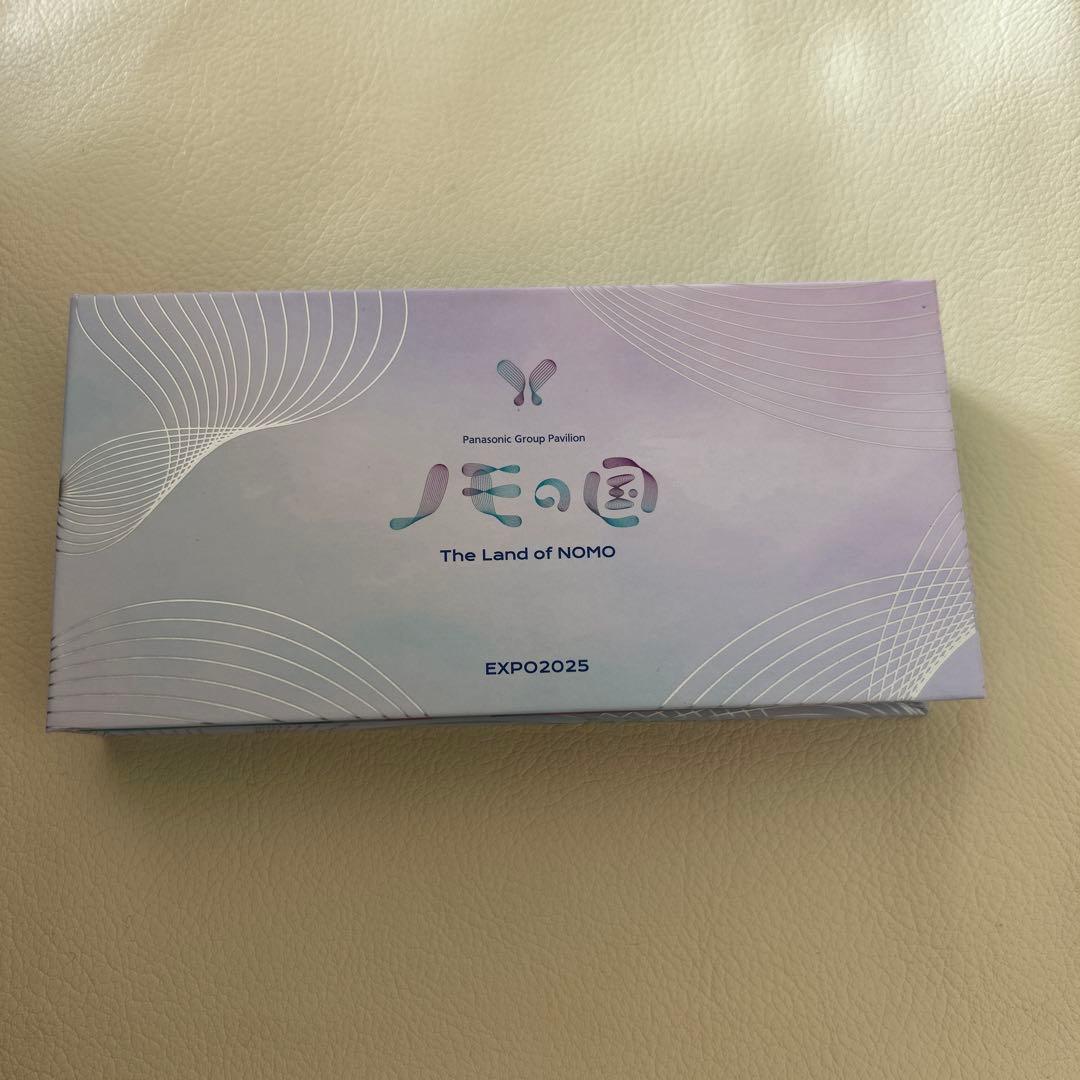 Panasonic Group Pavilion
ノモの国
The Land of NOMO
EXPO2025